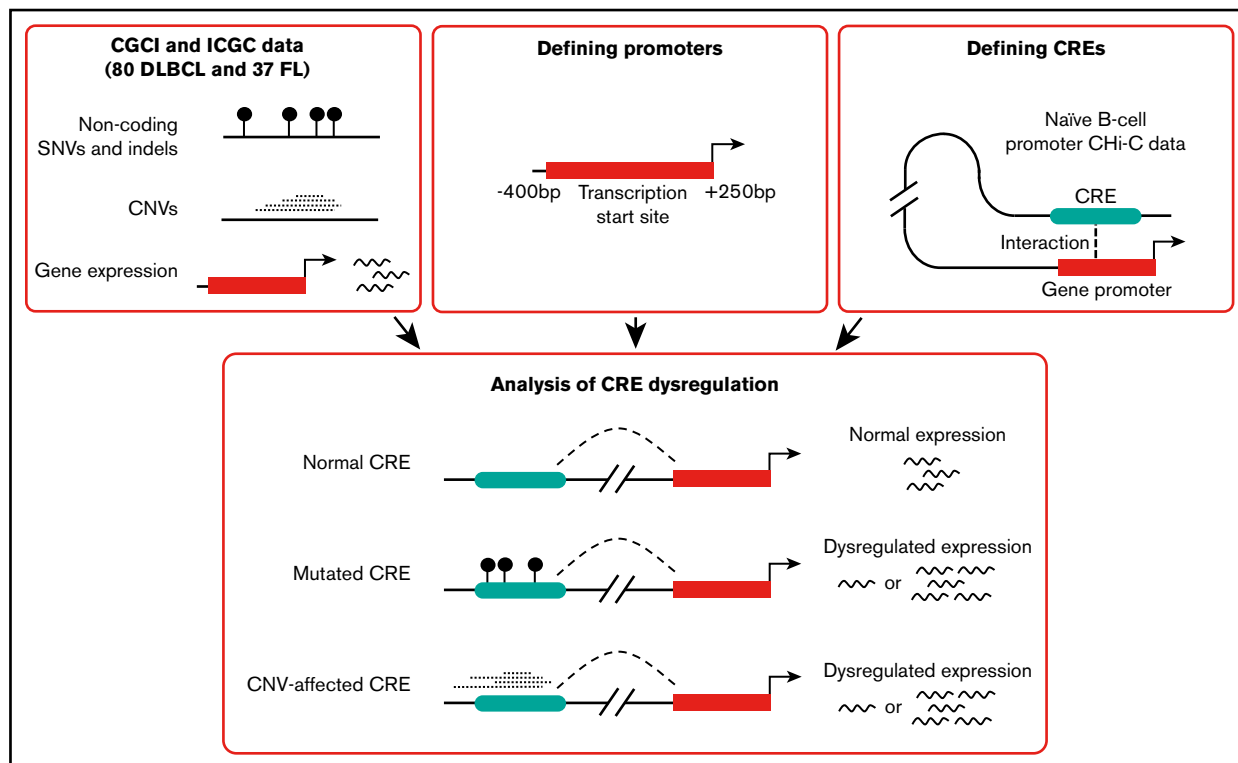 CGCI and ICGC data
(80 DLBCL and 37 FL)
Non-coding
SNVs and indels
CNVs
Gene expression
Defining promoters
-400bp Transcription +250bp
start site
Defining CREs
Naïve B-cell
promoter CHi-C data
CRE
Interaction
Gene promoter
Analysis of CRE dysregulation
Normal CRE
Normal expression
Mutated CRE
Dysregulated expression
or
CNV-affected CRE
Dysregulated expression
or